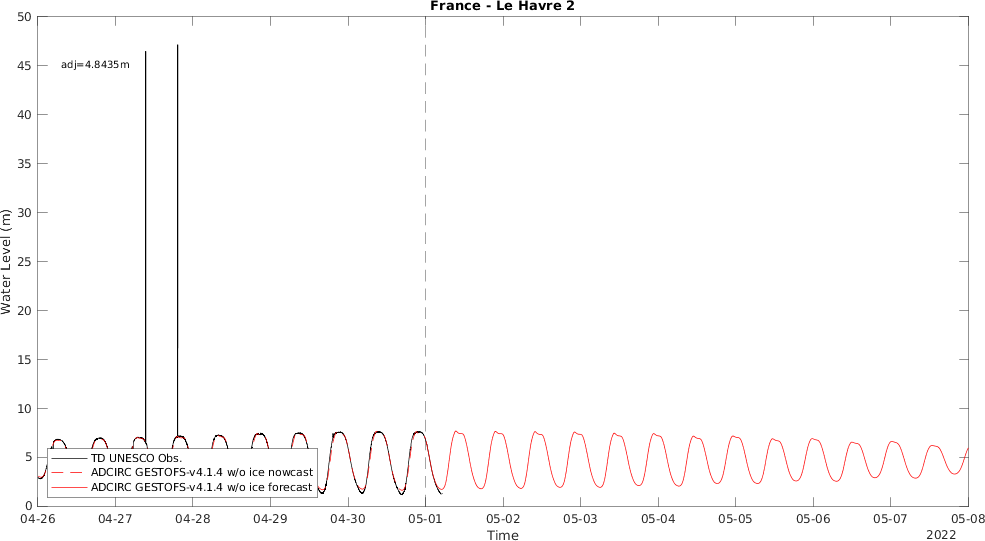 France - Le Havre 2
50
45
40
35
30
25
20
15
10
5
0
Water Level (m)
adj=4.8435m
TD UNESCO Obs.
ADCIRC GESTOFS-v4.1.4 w/o ice nowcast
ADCIRC GESTOFS-v4.1.4 w/o ice forecast
04-26 04-27 04-28 04-29 04-30 05-01 05-02 05-03 05-04 05-05 05-06 05-07 05-08
Time
2022